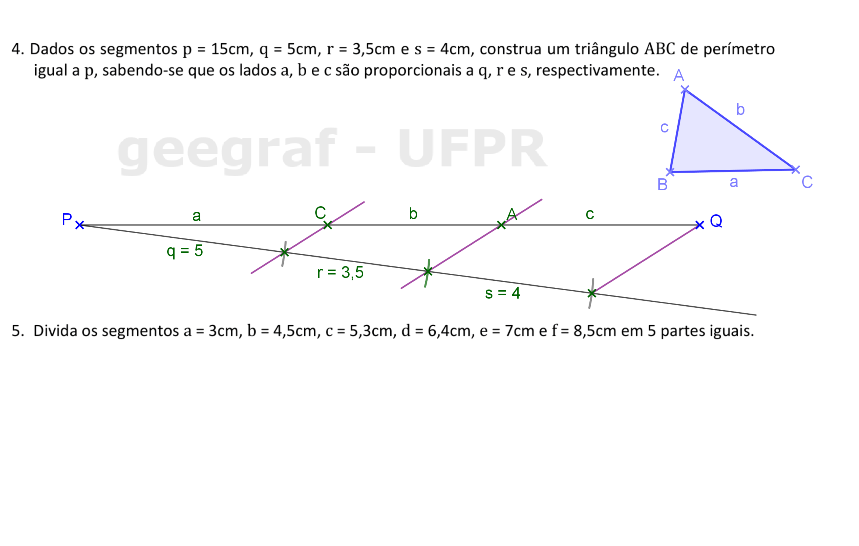 4. Dados os segmentos p = 15cm, q = 5cm, r = 3,5cm e s = 4cm, construa um triângulo ABC de perímetro
igual a p, sabendo-se que os lados a, b e c são proporcionais a q, r e s, respectivamente.
A
b
c
geegraf - UFPR
B
a
C
P
a
C
b
A
c
Q
q = 5
r = 3,5
s = 4
5. Divida os segmentos a = 3cm, b = 4,5cm, c = 5,3cm, d = 6,4cm, e = 7cm e f = 8,5cm em 5 partes iguais.